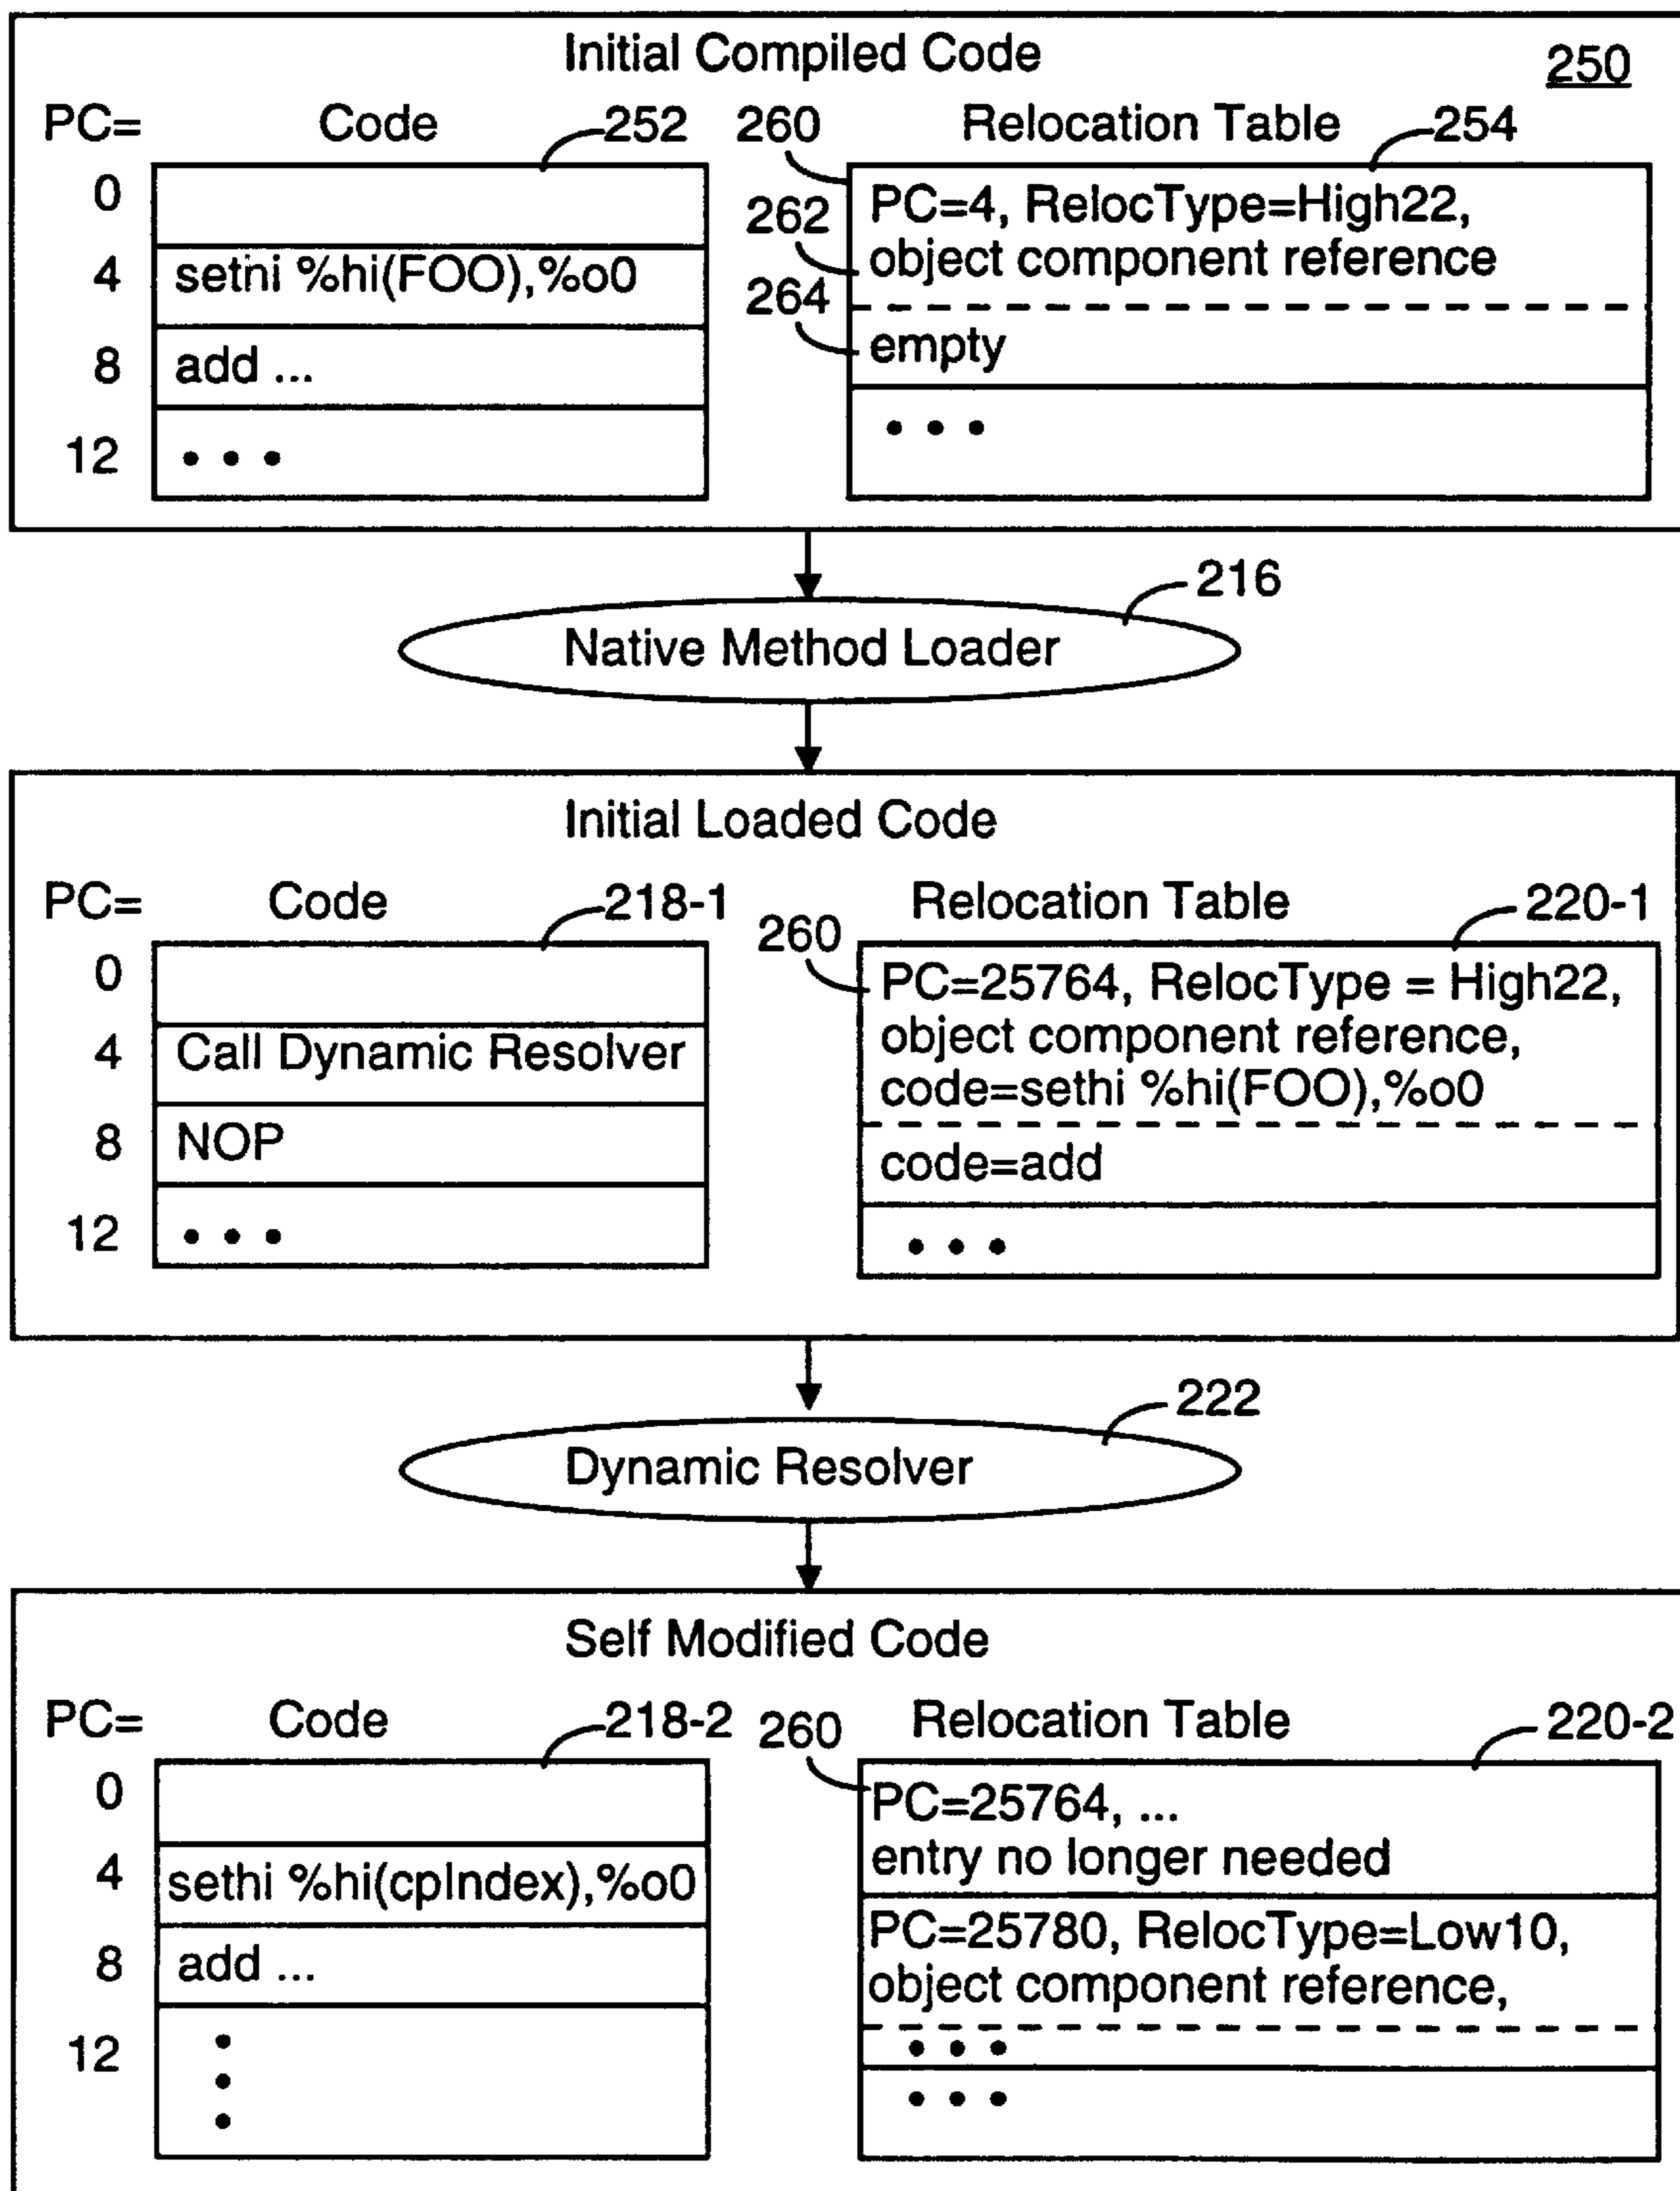 Initial Compiled Code
250
PC= Code 252 260 Relocation Table 254
0
4 sethi %hi(FOO),%o0
8 add ...
12 • • •
PC=4, RelocType=High22,
262 object component reference
264
empty
• • •
216
Native Method Loader
Initial Loaded Code
PC= Code 218-1 Relocation Table 220-1
260
0
4 Call Dynamic Resolver
8 NOP
12 • • •
PC=25764, RelocType = High22,
object component reference,
code=sethi %hi(FOO),%o0
code=add
• • •
222
Dynamic Resolver
Self Modified Code
PC= Code 218-2 260 Relocation Table 220-2
0
4 sethi %hi(cpIndex),%o0
8 add ...
12
•
•
•
PC=25764, ...
entry no longer needed
PC=25780, RelocType=Low10,
object component reference,
• • •
• • •